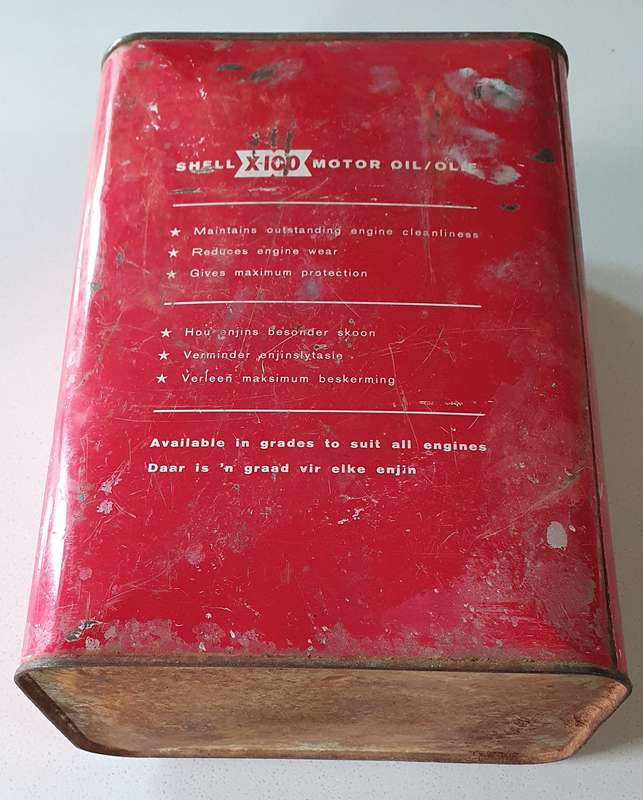 SHELL X-100 MOTOR OIL/OLIE
★ Maintains outstanding engine cleanliness
★ Reduces engine wear
★ Gives maximum protection
★ Hou enjins besonder skoon
★ Verminder enjinslytasie
★ Verleen maksimum beskerming
Available in grades to suit all engines
Daar is 'n graad vir elke enjin